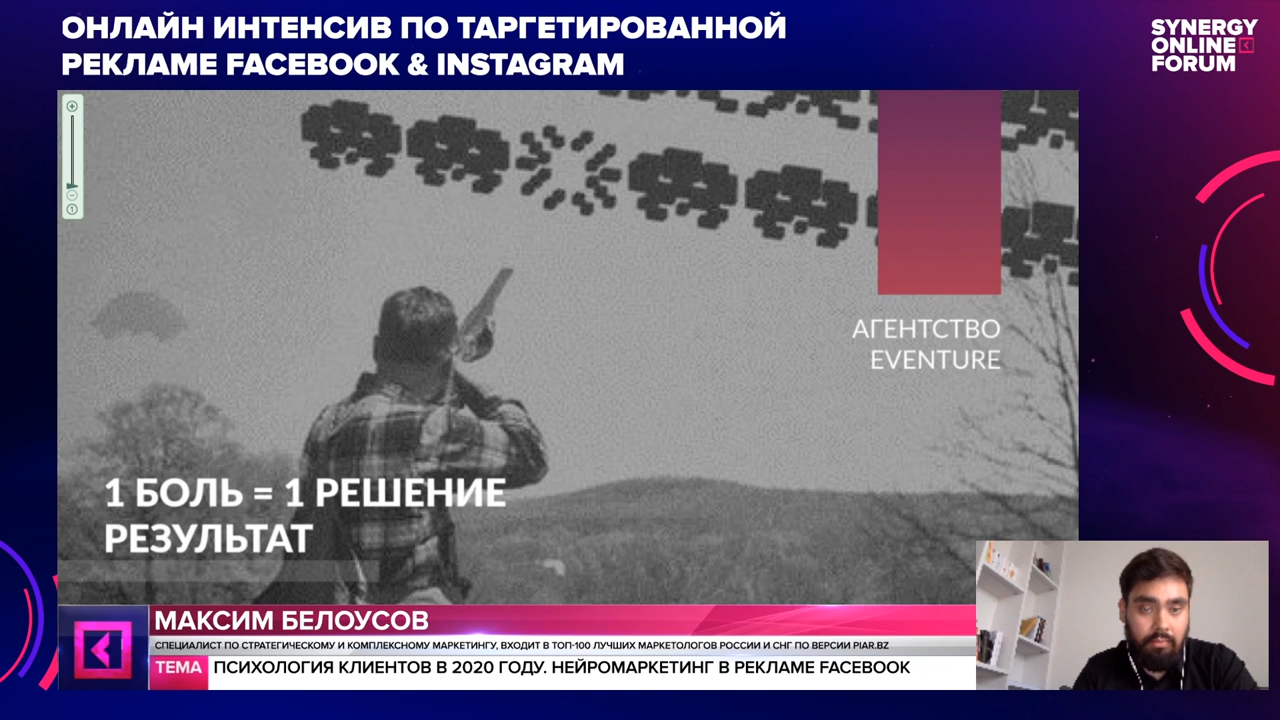 ОНЛАЙН ИНТЕНСИВ ПО ТАРГЕТИРОВАННОЙ
РЕКЛАМЕ FACEBOOK & INSTAGRAM
SYNERGY
ONLINE
FORUM
АГЕНТСТВО
EVENTURE
1 БОЛЬ = 1 РЕШЕНИЕ
РЕЗУЛЬТАТ
МАКСИМ БЕЛОУСОВ
СПЕЦИАЛИСТ ПО СТРАТЕГИЧЕСКОМУ И КОМПЛЕКСНОМУ МАРКЕТИНГУ, ВХОДИТ В ТОП-100 ЛУЧШИХ МАРКЕТОЛОГОВ РОССИИ И СНГ ПО ВЕРСИИ PIAR.BZ
ТЕМА ПСИХОЛОГИЯ КЛИЕНТОВ В 2020 ГОДУ. НЕЙРОМАРКЕТИНГ В РЕКЛАМЕ FACEBOOK